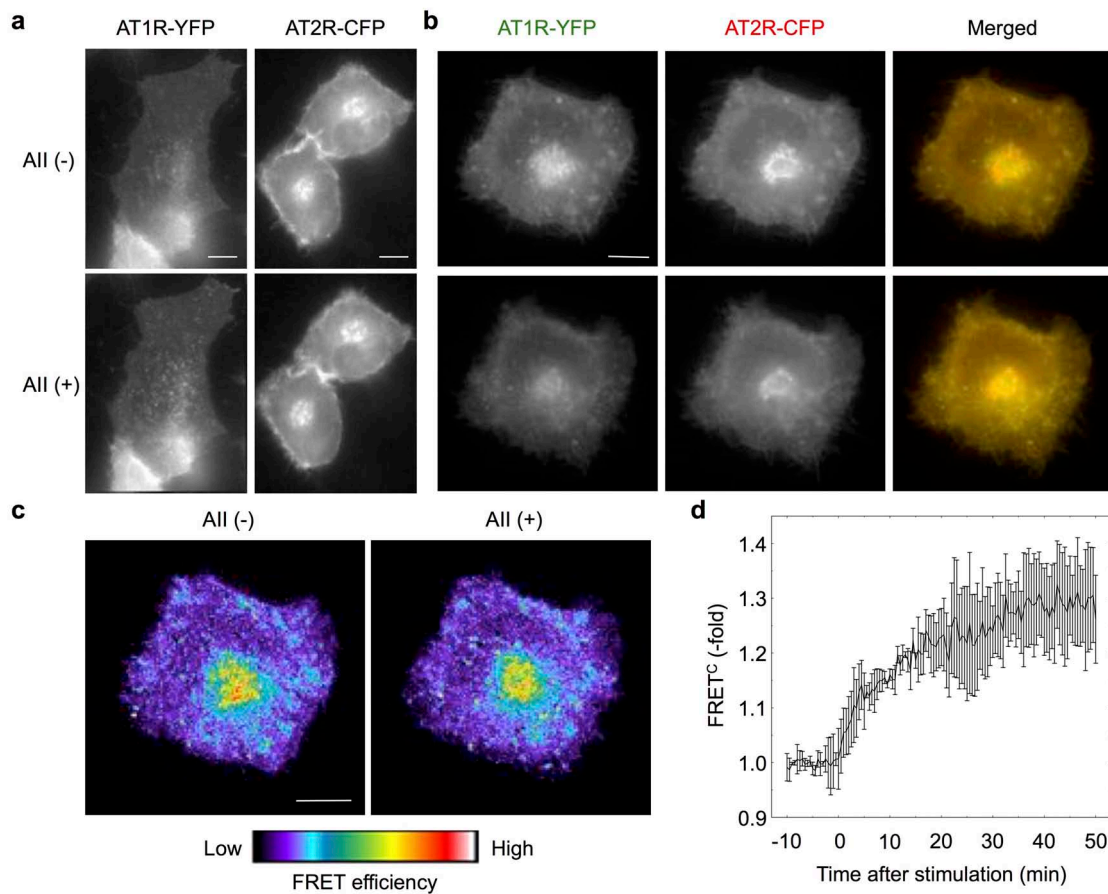 a
AT1R-YFP AT2R-CFP
AII (-)
AII (+)
b
AT1R-YFP AT2R-CFP Merged
c
AII (-) AII (+)
Low High
FRET efficiency
d
FRETᶜ (-fold)
1.4
1.3
1.2
1.1
1.0
0.9
-10 0 10 20 30 40 50
Time after stimulation (min)